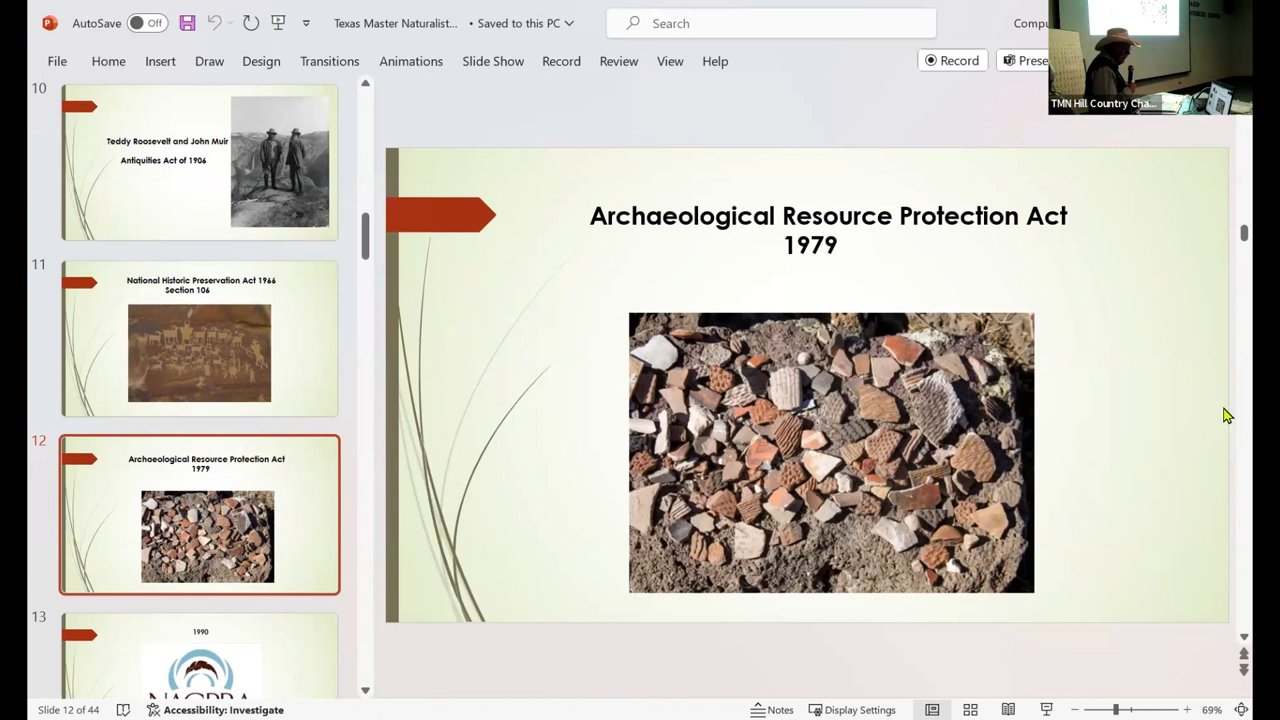 AutoSave
Off
Texas Master Naturalist...
• Saved to this PC
Search
Compu
File
Home
Insert
Draw
Design
Transitions
Animations
Slide Show
Record
Review
View
Help
Record
Prese
TMN Hill Country Cha...
10
Teddy Roosevelt and John Muir
Antiquities Act of 1906
11
National Historic Preservation Act 1966
Section 106
12
Archaeological Resource Protection Act
1979
13
1990
NAGPRA
Archaeological Resource Protection Act
1979
Slide 12 of 44
Accessibility: Investigate
Notes
Display Settings
69%